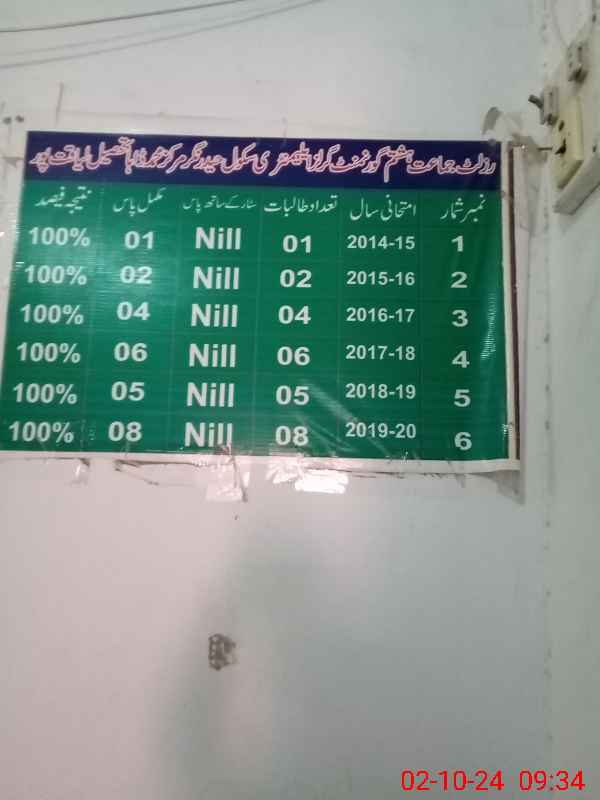 رزلٹ جماعت ہشتم گورنمنٹ گرلز ایلیمنٹری سکول حیدر نگر مرکز تحصیل لیاقت پور
نمبر شمار امتحانی سال تعداد طالبات سٹار کے ساتھ پاس مکمل پاس نتیجہ فیصد
1 2014-15 01 Nill 01 100%
2 2015-16 02 Nill 02 100%
3 2016-17 04 Nill 04 100%
4 2017-18 06 Nill 06 100%
5 2018-19 05 Nill 05 100%
6 2019-20 08 Nill 08 100%
02-10-24 09:34